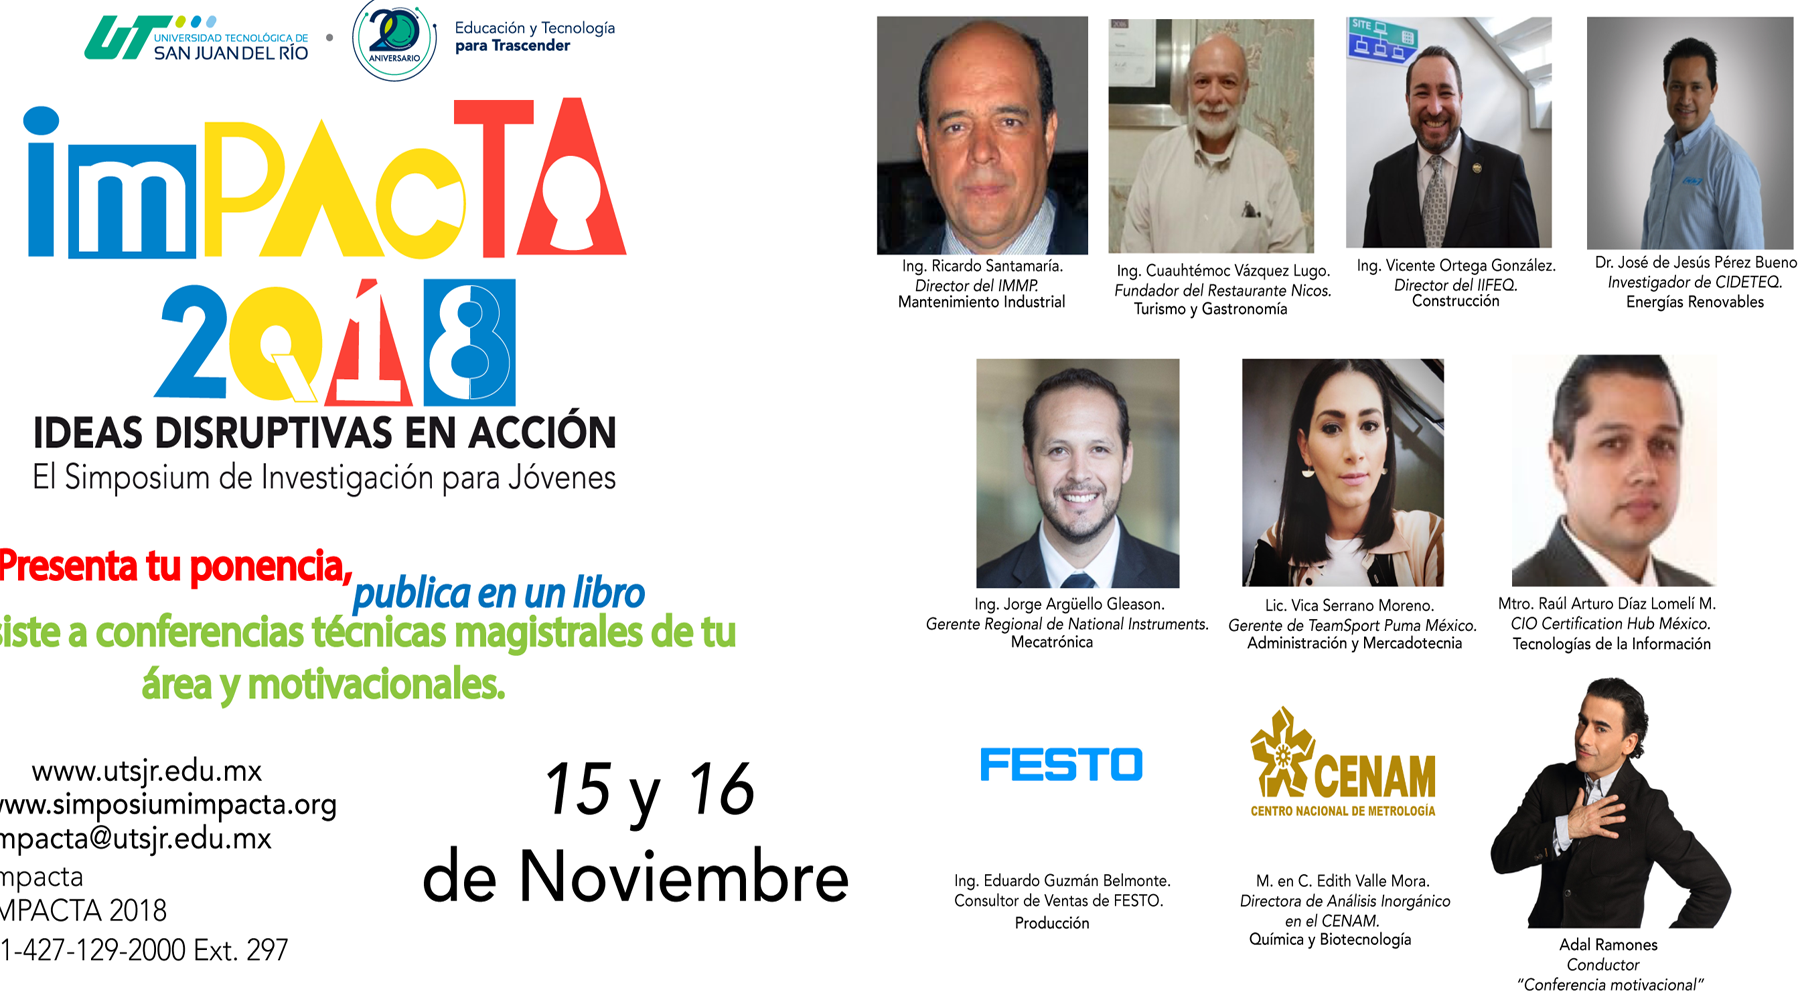 UT UNIVERSIDAD TECNOLÓGICA DE
SAN JUAN DEL RÍO
20
ANIVERSARIO
Educación y Tecnología
para Trascender
imPAcTA
2018
IDEAS DISRUPTIVAS EN ACCIÓN
El Simposium de Investigación para Jóvenes
Presenta tu ponencia,
publica en un libro
siste a conferencias técnicas magistrales de tu
área y motivacionales.
www.utsjr.edu.mx
www.simposiumimpacta.org
mpacta@utsjr.edu.mx
mpacta
MPACTA 2018
1-427-129-2000 Ext. 297
15 y 16
de Noviembre
SITE
Ing. Ricardo Santamaría.
Director del IMMP.
Mantenimiento Industrial
Ing. Cuauhtémoc Vázquez Lugo.
Fundador del Restaurante Nicos.
Turismo y Gastronomía
Ing. Vicente Ortega González.
Director del IIFEQ.
Construcción
Dr. José de Jesús Pérez Bueno
Investigador de CIDETEQ.
Energías Renovables
Ing. Jorge Argüello Gleason.
Gerente Regional de National Instruments.
Mecatrónica
Lic. Vica Serrano Moreno.
Gerente de TeamSport Puma México.
Administración y Mercadotecnia
Mtro. Raúl Arturo Díaz Lomelí M.
CIO Certification Hub México.
Tecnologías de la Información
FESTO
Ing. Eduardo Guzmán Belmonte.
Consultor de Ventas de FESTO.
Producción
CENAM
CENTRO NACIONAL DE METROLOGÍA
M. en C. Edith Valle Mora.
Directora de Análisis Inorgánico
en el CENAM.
Química y Biotecnología
Adal Ramones
Conductor
"Conferencia motivacional"